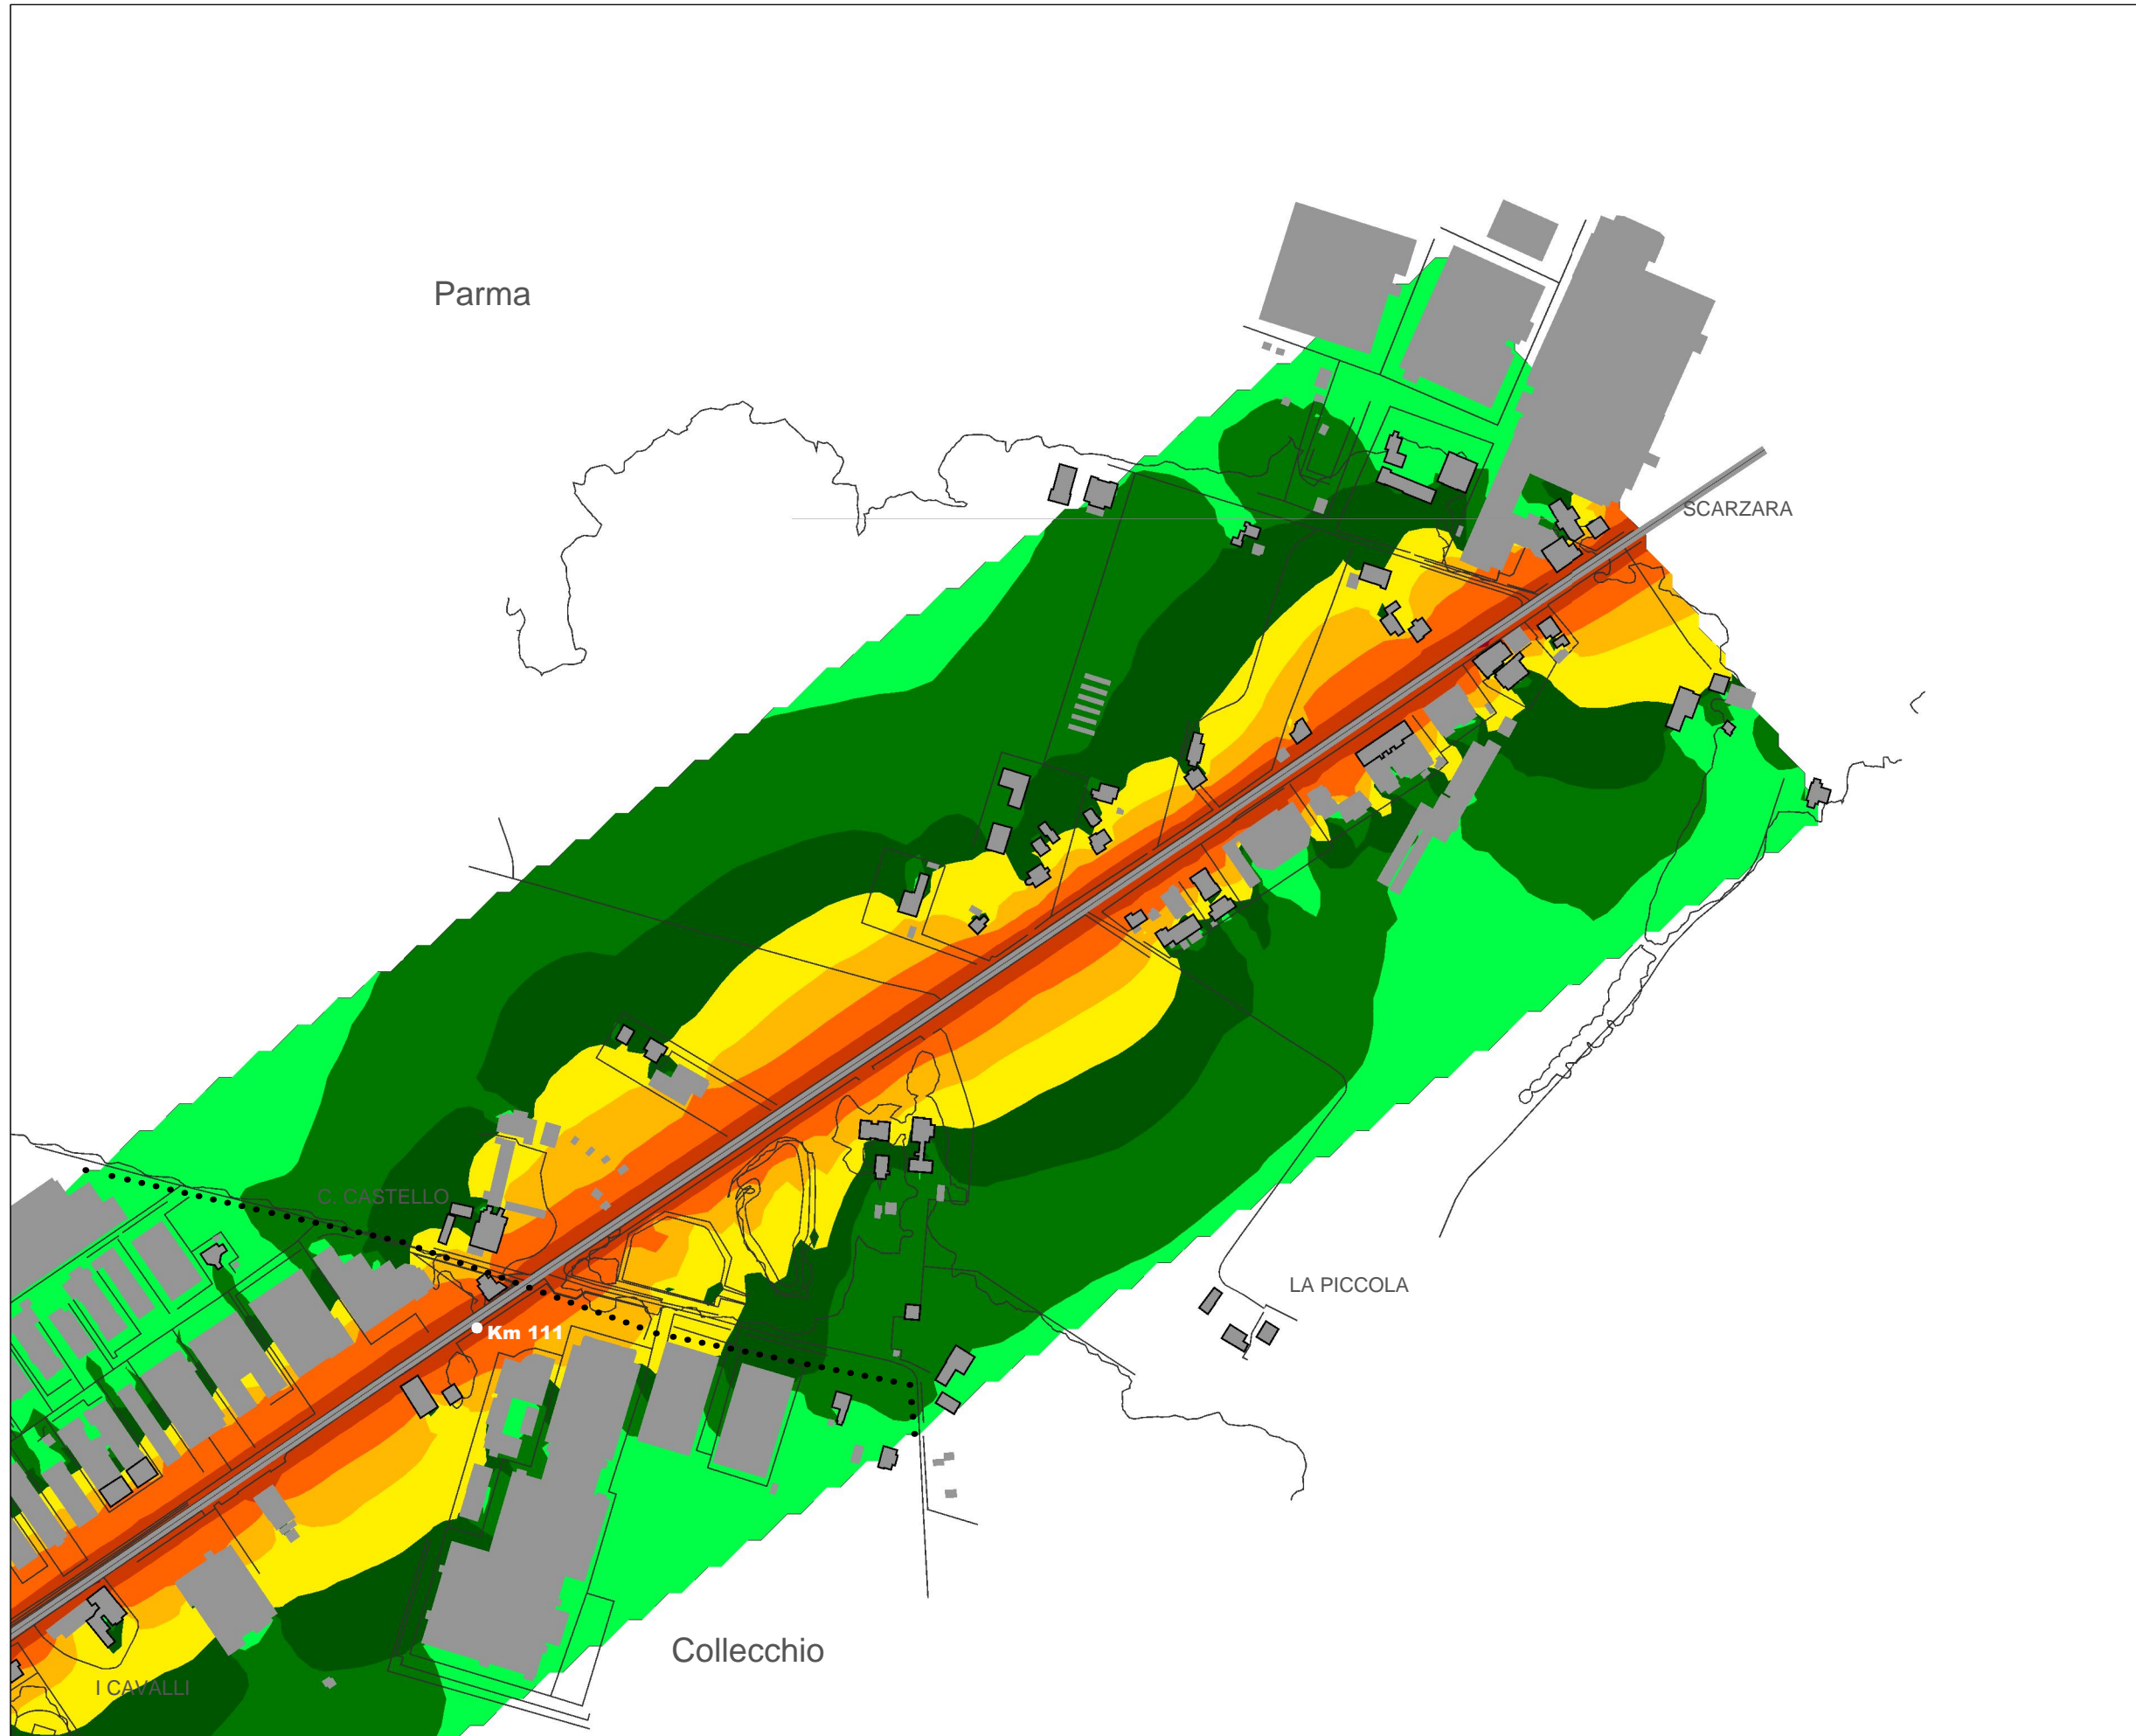 Parma
SCARZARA
C. CASTELLO
LA PICCOLA
Km 111
Collecchio
I CAVALLI